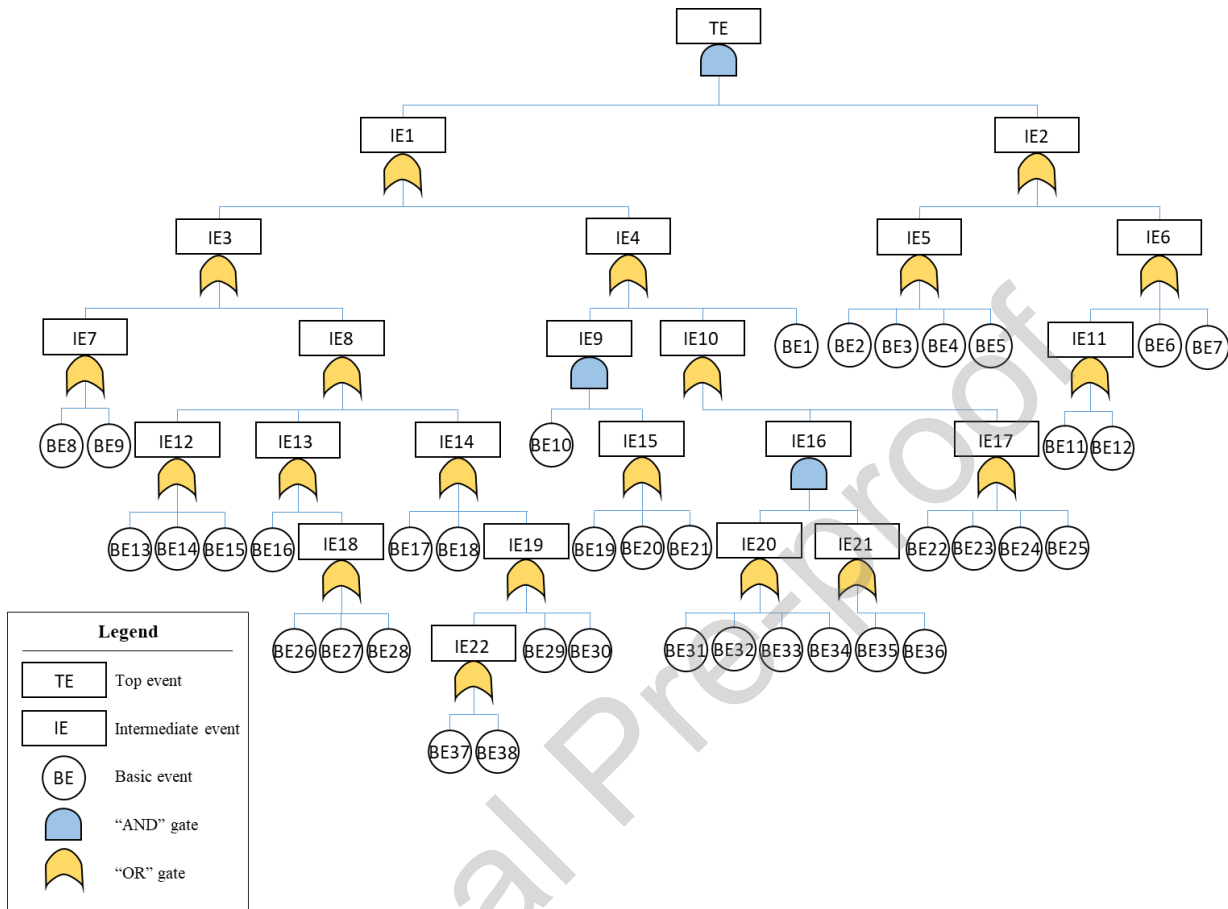 TE
IE1
IE2
IE3
IE4
IE5
IE6
IE7
IE8
IE9
IE10
BE1
BE2
BE3
BE4
BE5
IE11
BE6
BE7
BE8
BE9
IE12
IE13
IE14
BE10
IE15
IE16
IE17
BE11
BE12
BE13
BE14
BE15
BE16
IE18
BE17
BE18
IE19
BE19
BE20
BE21
IE20
IE21
BE22
BE23
BE24
BE25
BE26
BE27
BE28
IE22
BE29
BE30
BE31
BE32
BE33
BE34
BE35
BE36
BE37
BE38
Legend
TE Top event
IE Intermediate event
BE Basic event
“AND” gate
“OR” gate
al Pre-proof